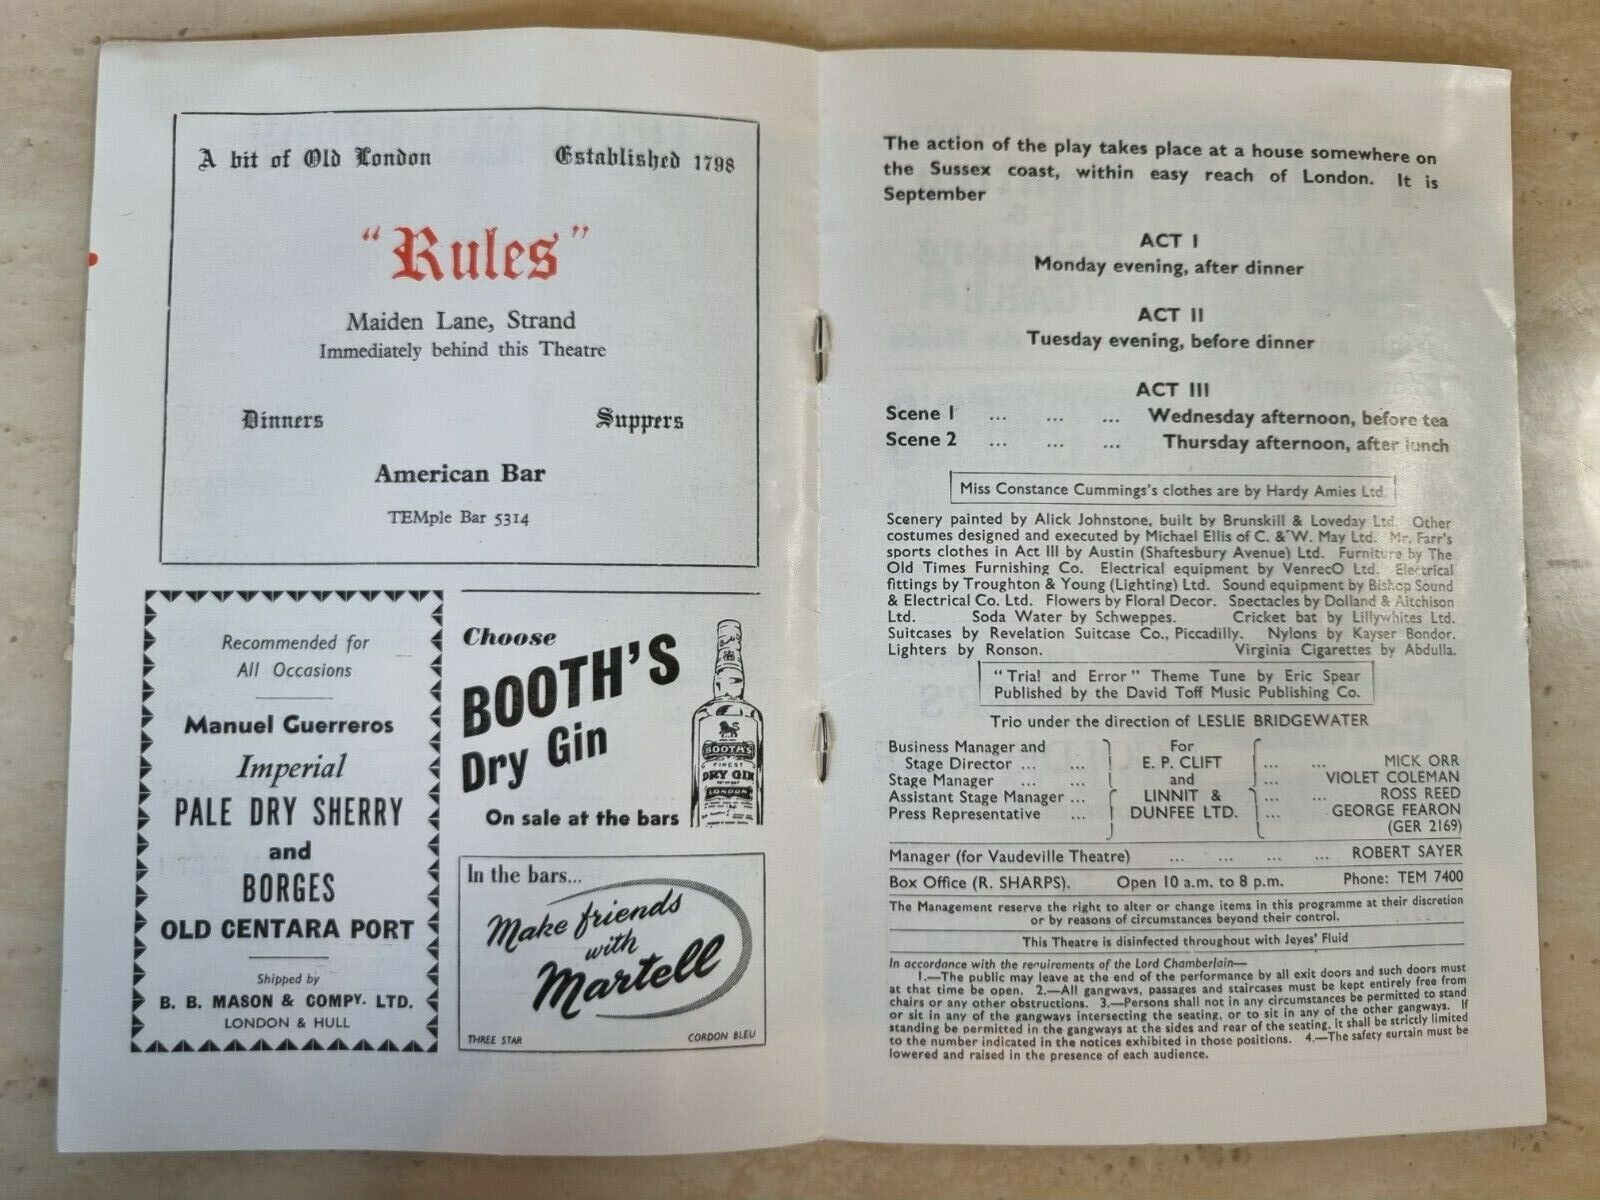 A bit of Old London Established 1798
"Rules"
Maiden Lane, Strand
Immediately behind this Theatre
Dinners Suppers
American Bar
TEMple Bar 5314
Recommended for
All Occasions
Manuel Guerreros
Imperial
PALE DRY SHERRY
and
BORGES
OLD CENTARA PORT
Shipped by
B. B. MASON & COMPY. LTD.
LONDON & HULL
Choose
BOOTH'S
Dry Gin
On sale at the bars
BOOTH'S
FINEST
DRY GIN
LONDON
In the bars...
Make friends
with
Martell
THREE STAR CORDON BLEU
The action of the play takes place at a house somewhere on
the Sussex coast, within easy reach of London. It is
September
ACT I
Monday evening, after dinner
ACT II
Tuesday evening, before dinner
ACT III
Scene 1 ... ... ... Wednesday afternoon, before tea
Scene 2 ... ... ... Thursday afternoon, after lunch
Miss Constance Cummings's clothes are by Hardy Amies Ltd.
Scenery painted by Alick Johnstone, built by Brunskill & Loveday Ltd. Other
costumes designed and executed by Michael Ellis of C. & W. May Ltd. Mr. Farr's
sports clothes in Act III by Austin (Shaftesbury Avenue) Ltd. Furniture by The
Old Times Furnishing Co. Electrical equipment by VenrecO Ltd. Electrical
fittings by Troughton & Young (Lighting) Ltd. Sound equipment by Bishop Sound
& Electrical Co. Ltd. Flowers by Floral Decor. Spectacles by Dolland & Aitchison
Ltd. Soda Water by Schweppes. Cricket bat by Lillywhites Ltd.
Suitcases by Revelation Suitcase Co., Piccadilly. Nylons by Kayser Bondor.
Lighters by Ronson. Virginia Cigarettes by Abdulla.
"Trial and Error" Theme Tune by Eric Spear
Published by the David Toff Music Publishing Co.
Trio under the direction of LESLIE BRIDGEWATER
Business Manager and For
Stage Director ... ... E. P. CLIFT ... ... MICK ORR
Stage Manager ... ... and ... VIOLET COLEMAN
Assistant Stage Manager ... LINNIT & ... ... ROSS REED
Press Representative ... DUNFEE LTD. ... GEORGE FEARON
(GER 2169)
Manager (for Vaudeville Theatre) ... ... ... ... ROBERT SAYER
Box Office (R. SHARPS). Open 10 a.m. to 8 p.m. Phone: TEM 7400
The Management reserve the right to alter or change items in this programme at their discretion
or by reasons of circumstances beyond their control.
This Theatre is disinfected throughout with Jeyes' Fluid
In accordance with the requirements of the Lord Chamberlain—
1.—The public may leave at the end of the performance by all exit doors and such doors must
at that time be open. 2.—All gangways, passages and staircases must be kept entirely free from
chairs or any other obstructions. 3.—Persons shall not in any circumstances be permitted to stand
or sit in any of the gangways intersecting the seating, or to sit in any of the other gangways. If
standing be permitted in the gangways at the sides and rear of the seating, it shall be strictly limited
to the number indicated in the notices exhibited in those positions. 4.—The safety curtain must be
lowered and raised in the presence of each audience.